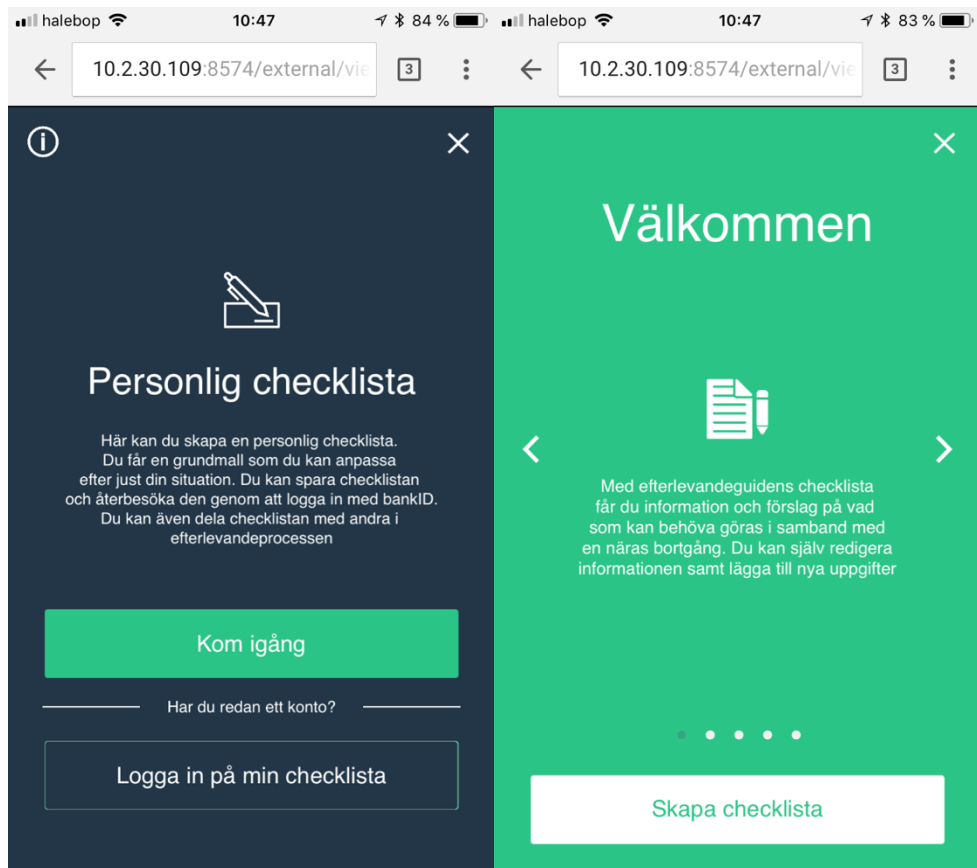 halebop 10:47 84 %
10.2.30.109:8574/external/vie 3
Personlig checklista
Här kan du skapa en personlig checklista.
Du får en grundmall som du kan anpassa
efter just din situation. Du kan spara checklistan
och återbesöka den genom att logga in med bankID.
Du kan även dela checklistan med andra i
efterlevandeprocessen
Kom igång
Har du redan ett konto?
Logga in på min checklista
halebop 10:47 83 %
10.2.30.109:8574/external/vie 3
Välkommen
Med efterlevandeguidens checklista
får du information och förslag på vad
som kan behöva göras i samband med
en näras bortgång. Du kan själv redigera
informationen samt lägga till nya uppgifter
Skapa checklista